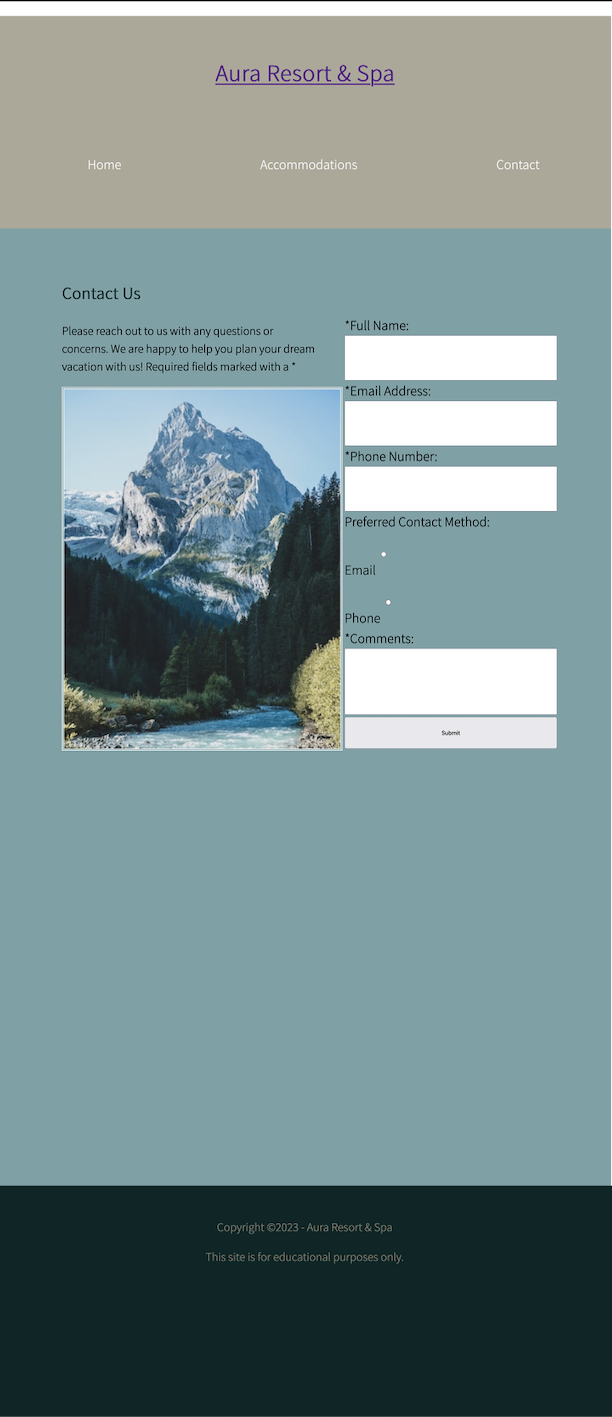 Aura Resort & Spa
Home
Accommodations
Contact
Contact Us
Please reach out to us with any questions or
concerns. We are happy to help you plan your dream
vacation with us! Required fields marked with a *
*Full Name:
*Email Address:
*Phone Number:
Preferred Contact Method:
Email
Phone
*Comments:
Submit
Copyright ©2023 - Aura Resort & Spa
This site is for educational purposes only.